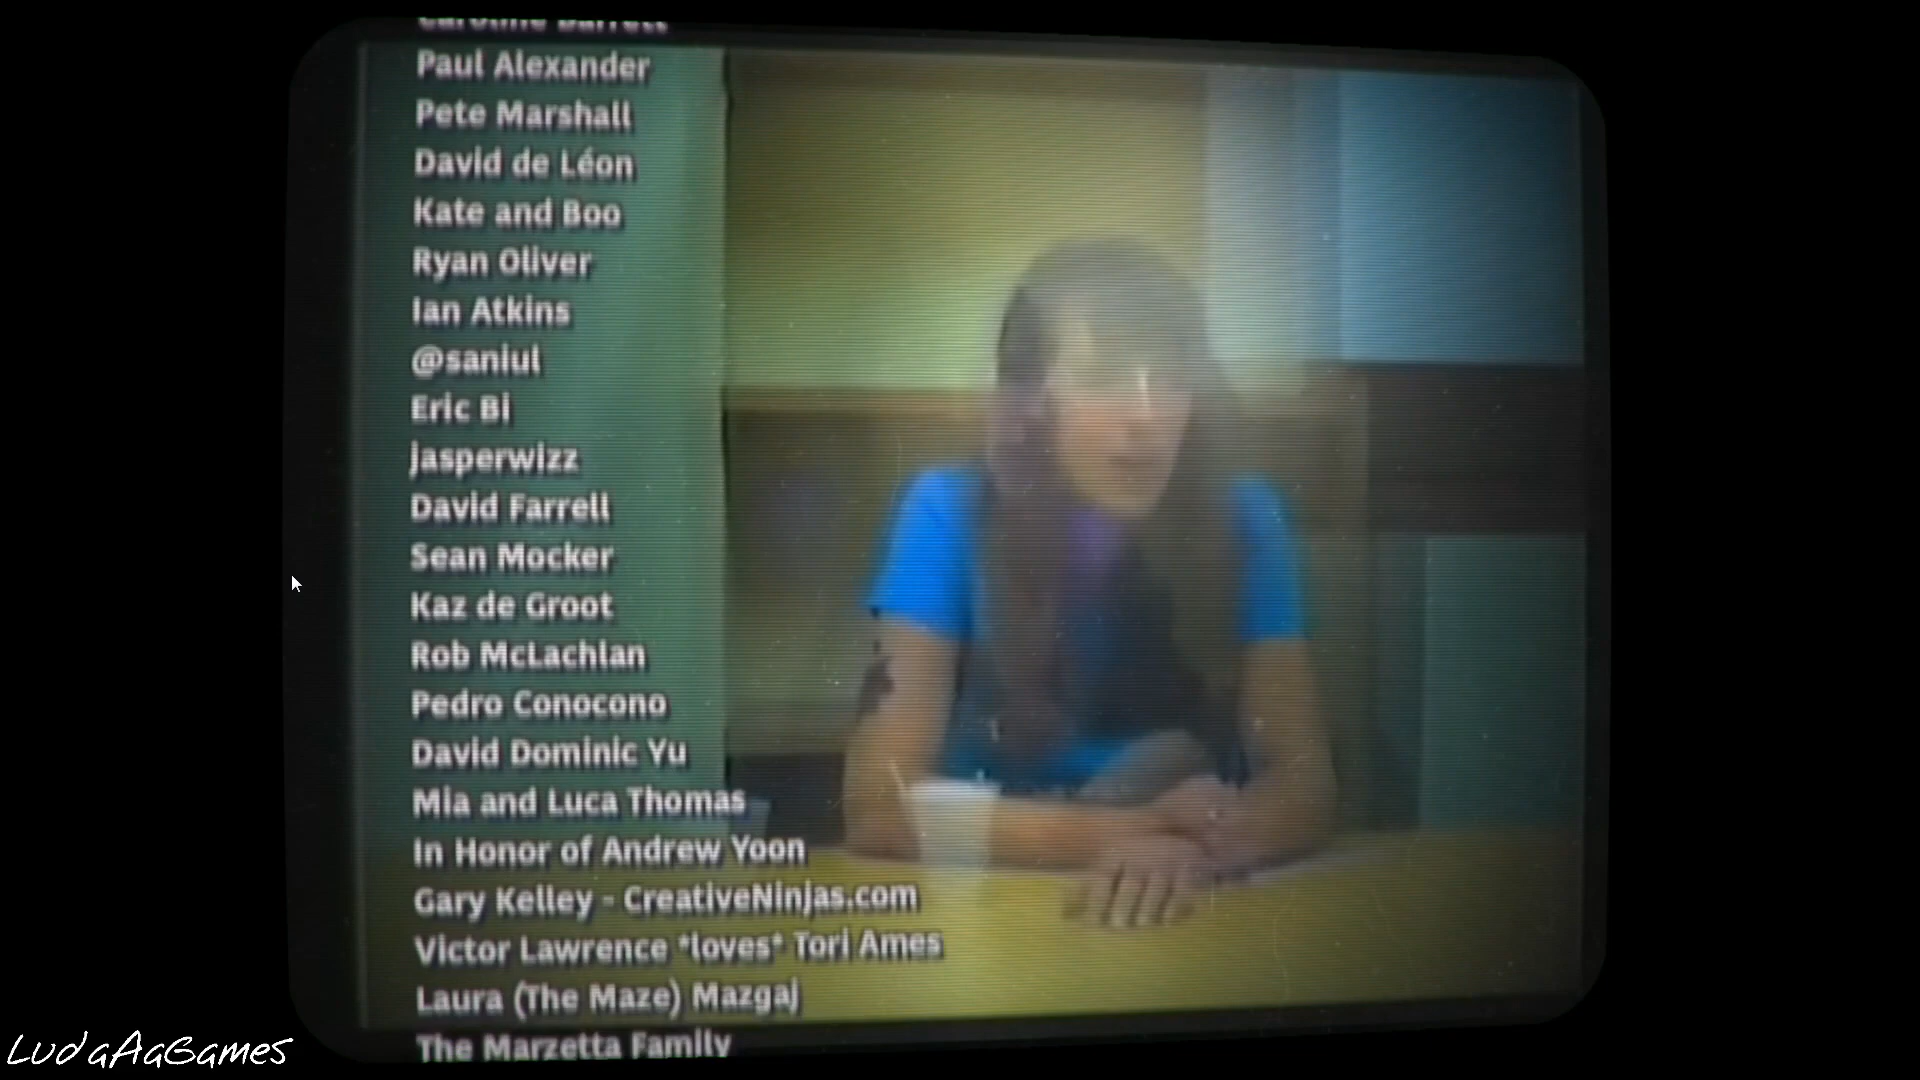 Caroline Barrett
Paul Alexander
Pete Marshall
David de Léon
Kate and Boo
Ryan Oliver
Ian Atkins
@saniul
Eric Bi
jasperwizz
David Farrell
Sean Mocker
Kaz de Groot
Rob McLachlan
Pedro Conocono
David Dominic Yu
Mia and Luca Thomas
In Honor of Andrew Yoon
Gary Kelley - CreativeNinjas.com
Victor Lawrence *loves* Tori Ames
Laura (The Maze) Mazgaj
The Marzetta Family
LudaAaGames